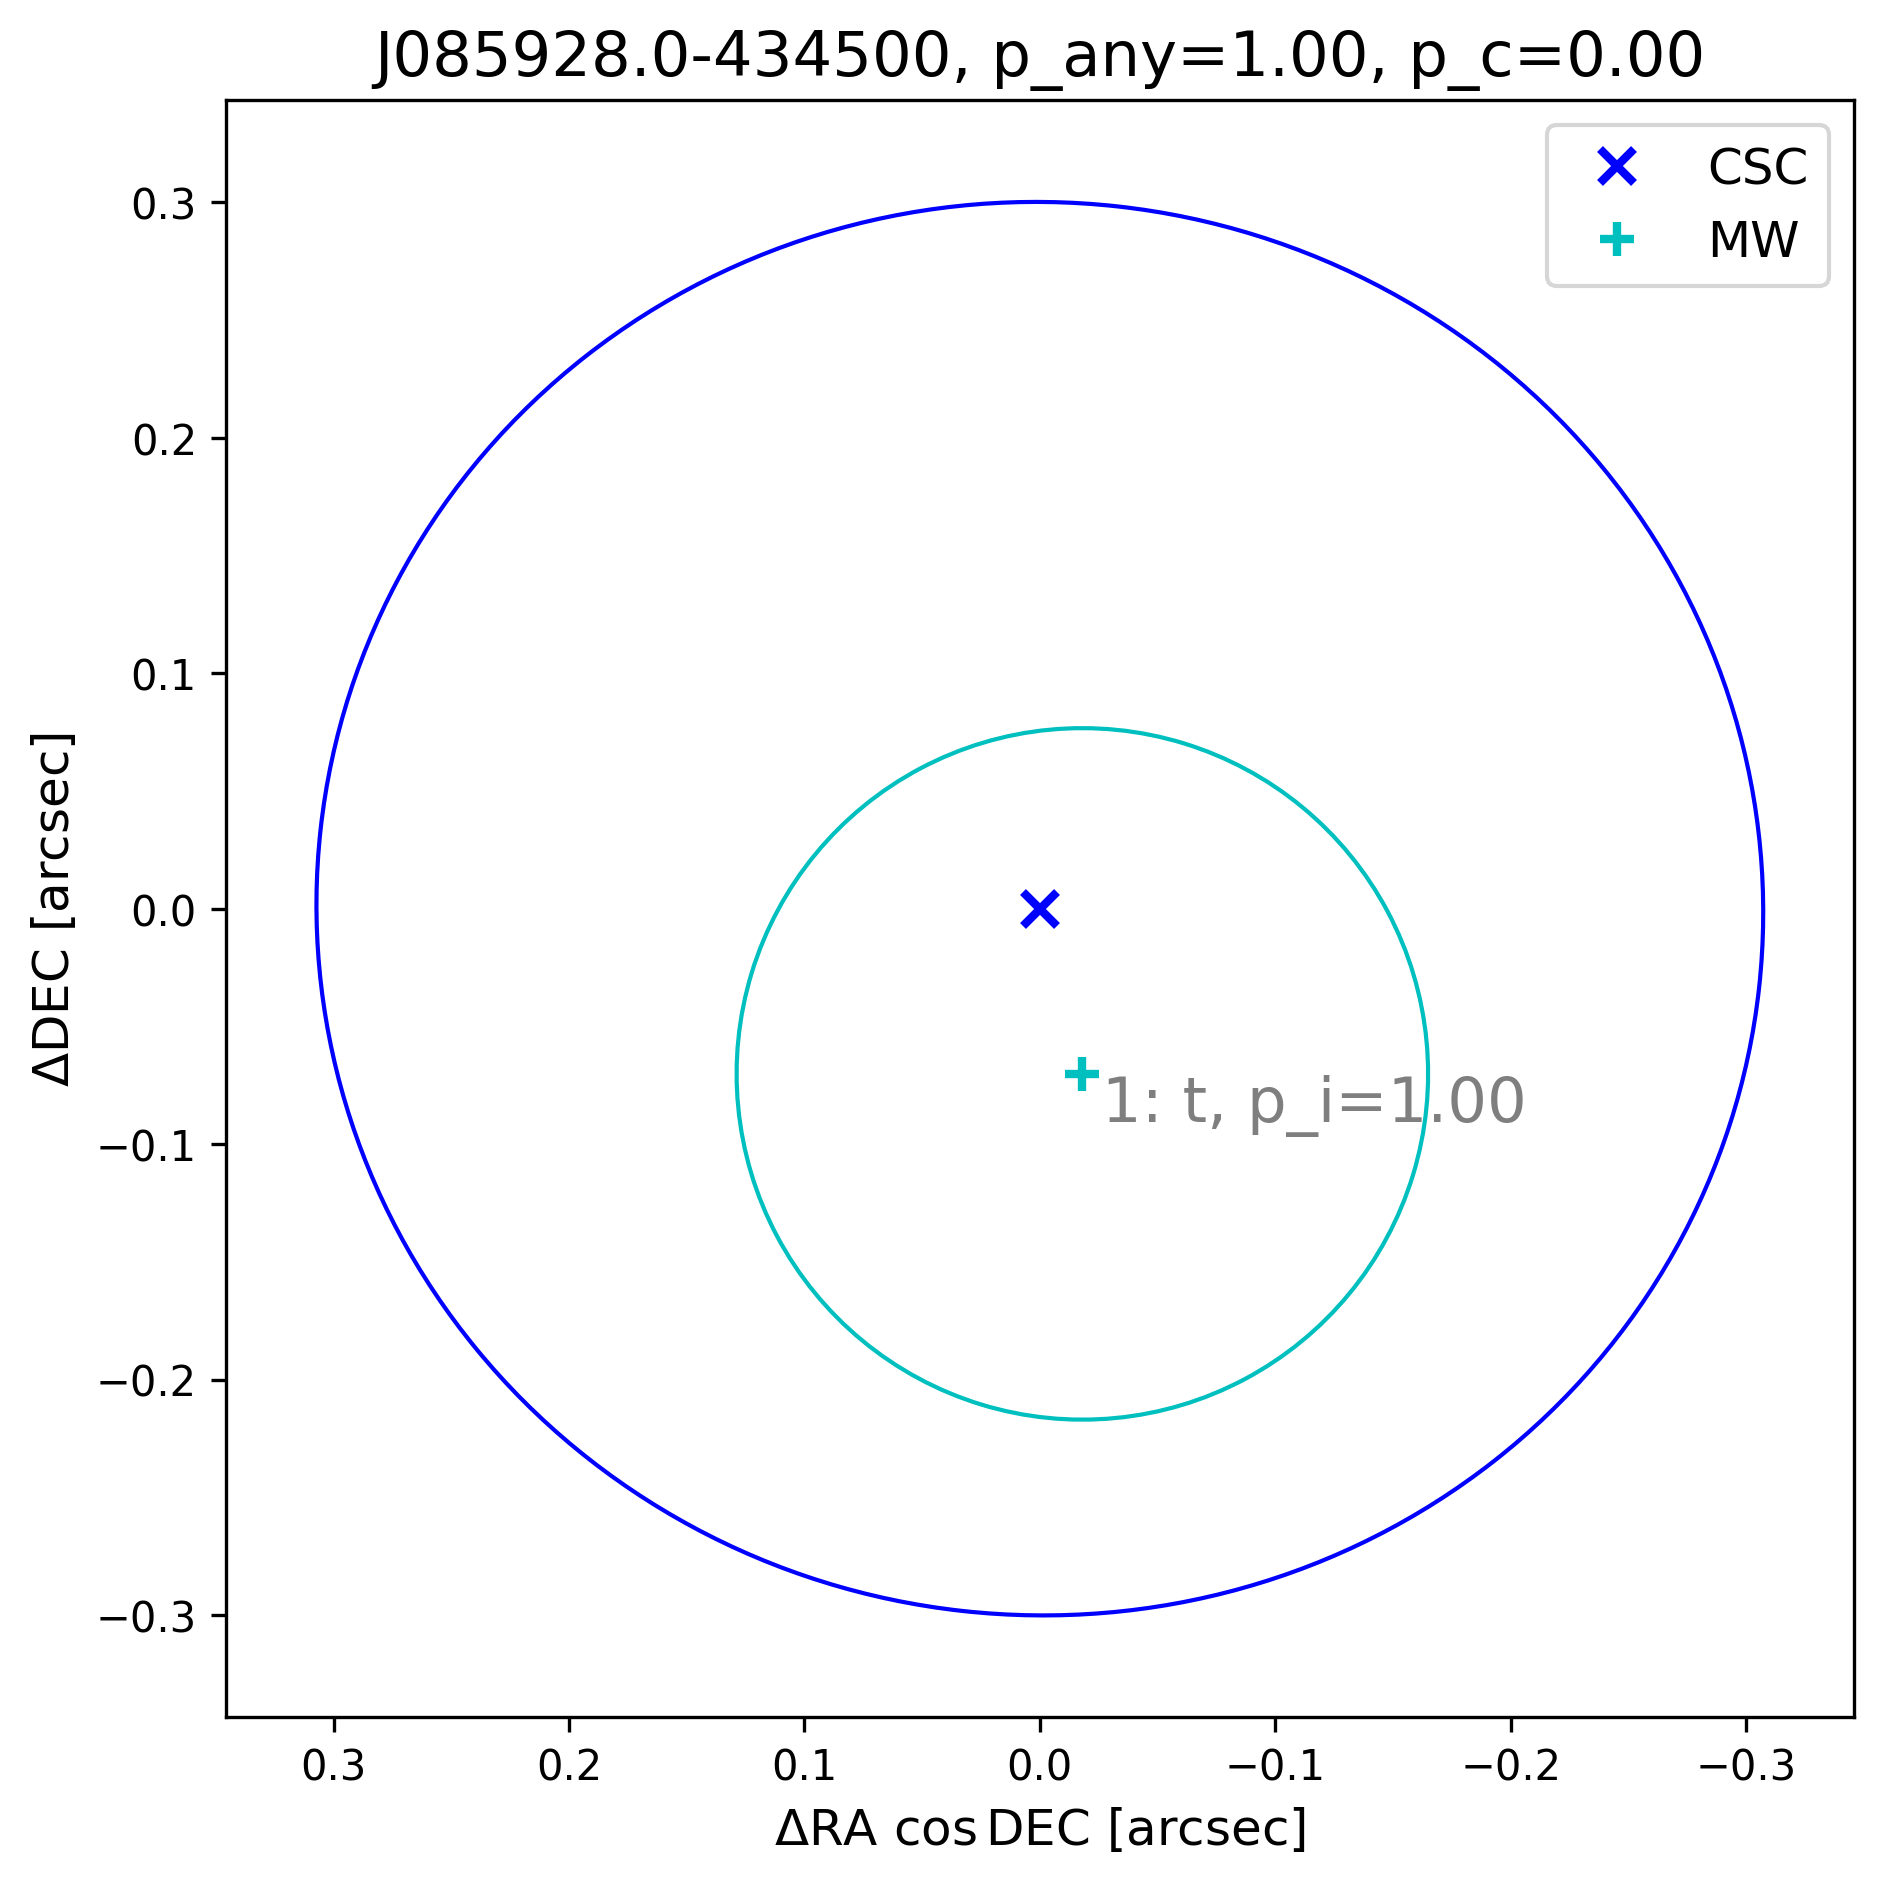 J085928.0-434500, p_any=1.00, p_c=0.00
CSC
MW
0.3
0.2
0.1
0.0
−0.1
−0.2
−0.3
ΔDEC [arcsec]
1: t, p_i=1.00
0.3
0.2
0.1
0.0
−0.1
−0.2
−0.3
ΔRA cos DEC [arcsec]